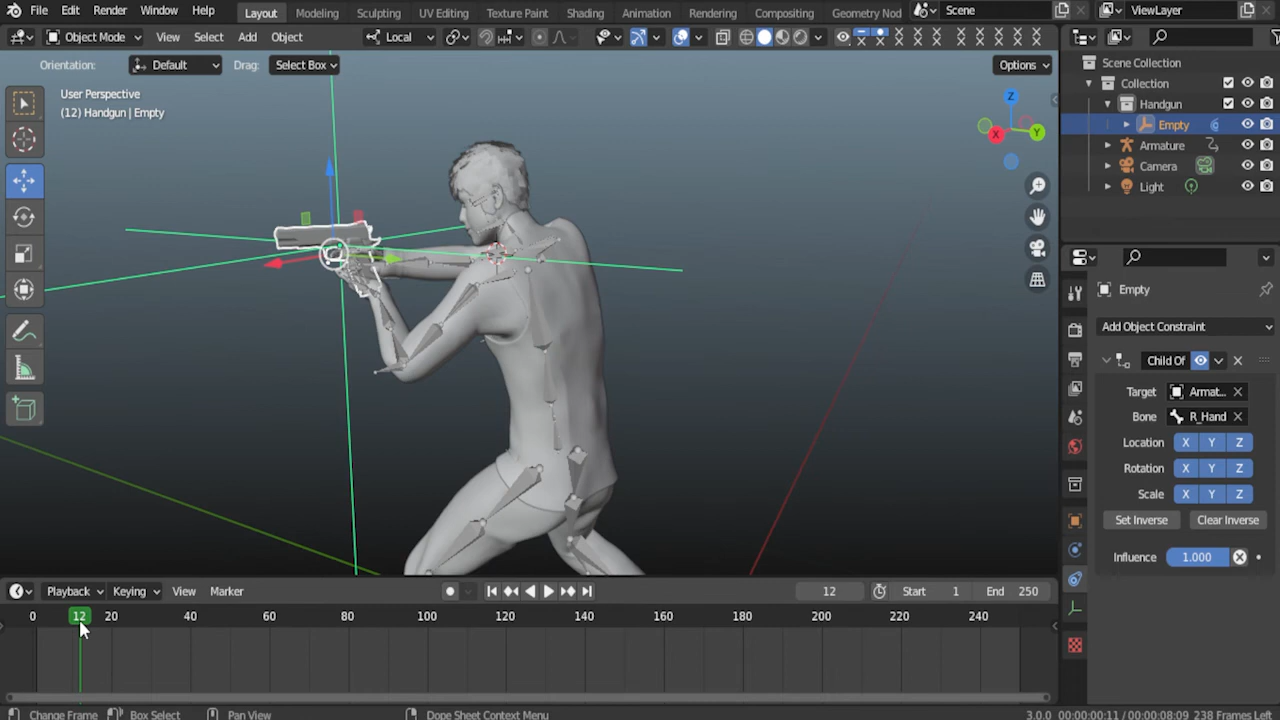 File Edit Render Window Help Layout Modeling Sculpting UV Editing Texture Paint Shading Animation Rendering Compositing Geometry Nod Scene ViewLayer
Object Mode View Select Add Object Local
Orientation: Default Drag: Select Box Options
User Perspective
(12) Handgun | Empty
Z
X
Y
Scene Collection
Collection
Handgun
Empty
Armature
Camera
Light
Empty
Add Object Constraint
Child Of
Target Armat...
Bone R_Hand
Location X Y Z
Rotation X Y Z
Scale X Y Z
Set Inverse Clear Inverse
Influence 1.000
Playback Keying View Marker 12 Start 1 End 250
0 12 20 40 60 80 100 120 140 160 180 200 220 240
Change Frame Box Select Pan View Dope Sheet Context Menu 3.0.0 00:00:00:11 / 00:00:08:09 238 Frames Left